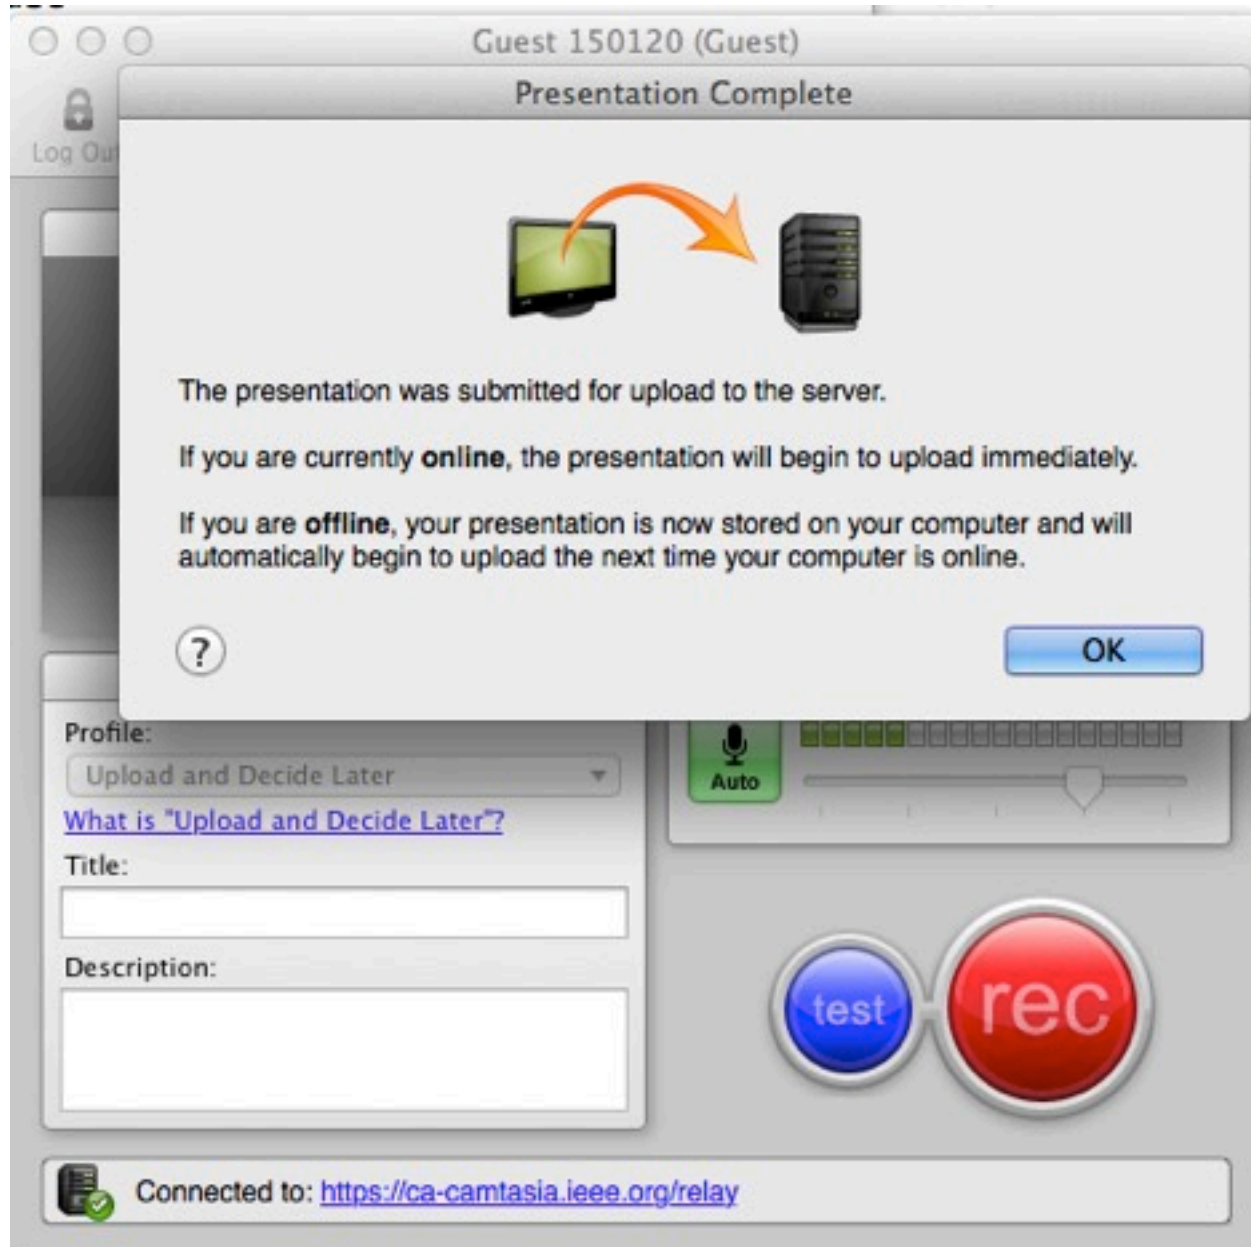 Guest 150120 (Guest)
Presentation Complete
Log Out
The presentation was submitted for upload to the server.
If you are currently online, the presentation will begin to upload immediately.
If you are offline, your presentation is now stored on your computer and will
automatically begin to upload the next time your computer is online.
?
OK
Profile:
Upload and Decide Later
What is "Upload and Decide Later"?
Auto
Title:
Description:
test
rec
Connected to: https://ca-camtasia.ieee.org/relay